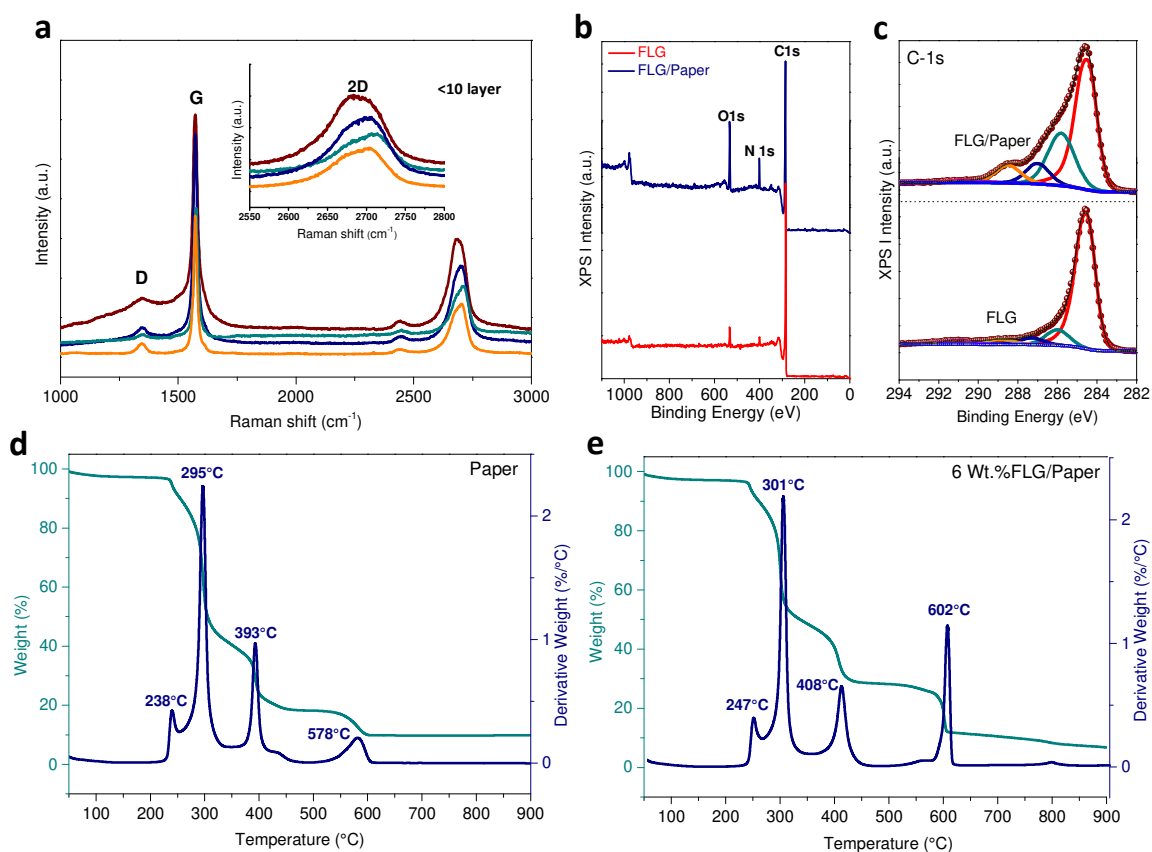 a
D
G
1000 1500 2000 2500 3000
Raman shift (cm-1)
Intensity (a.u.)
2D
<10 layer
2550 2600 2650 2700 2750 2800
Raman shift (cm-1)
Intensity (a.u.)
b
FLG
FLG/Paper
C1s
O1s
N 1s
1000 800 600 400 200 0
Binding Energy (eV)
XPS I ntensity (a.u.)
c
C-1s
FLG/Paper
FLG
294 292 290 288 286 284 282
Binding Energy (eV)
XPS I ntensity (a.u.)
d
Paper
295°C
393°C
238°C
578°C
100
80
60
40
20
0
Weight (%)
2
1
0
Derivative Weight (%/°C)
100 200 300 400 500 600 700 800 900
Temperature (°C)
e
6 Wt.%FLG/Paper
301°C
602°C
408°C
247°C
100
80
60
40
20
0
Weight (%)
2
1
0
Derivative Weight (%/°C)
100 200 300 400 500 600 700 800 900
Temperature (°C)